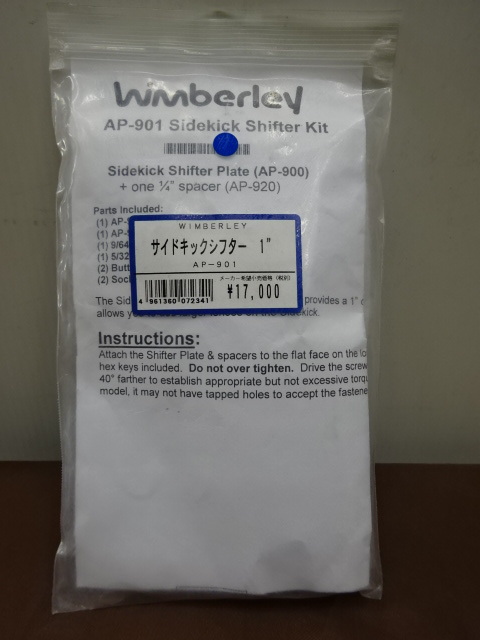 Wimberley
AP-901 Sidekick Shifter Kit
Sidekick Shifter Plate (AP-900)
+ one ¼" spacer (AP-920)
Parts Included:
(1) AP-
(1) AP-
(1) 9/64
(1) 5/32
(2) Butt
(2) Soc
WIMBERLEY
サイドキックシフター 1"
AP-901
メーカー希望小売価格(税別)
4 961360 072341
¥17,000
The Sid provides a 1"
allows on the Sidekick.
Instructions:
Attach the Shifter Plate & spacers to the flat face on the lo
hex keys included. Do not over tighten. Drive the screw
40° farther to establish appropriate but not excessive torqu
model, it may not have tapped holes to accept the fastene